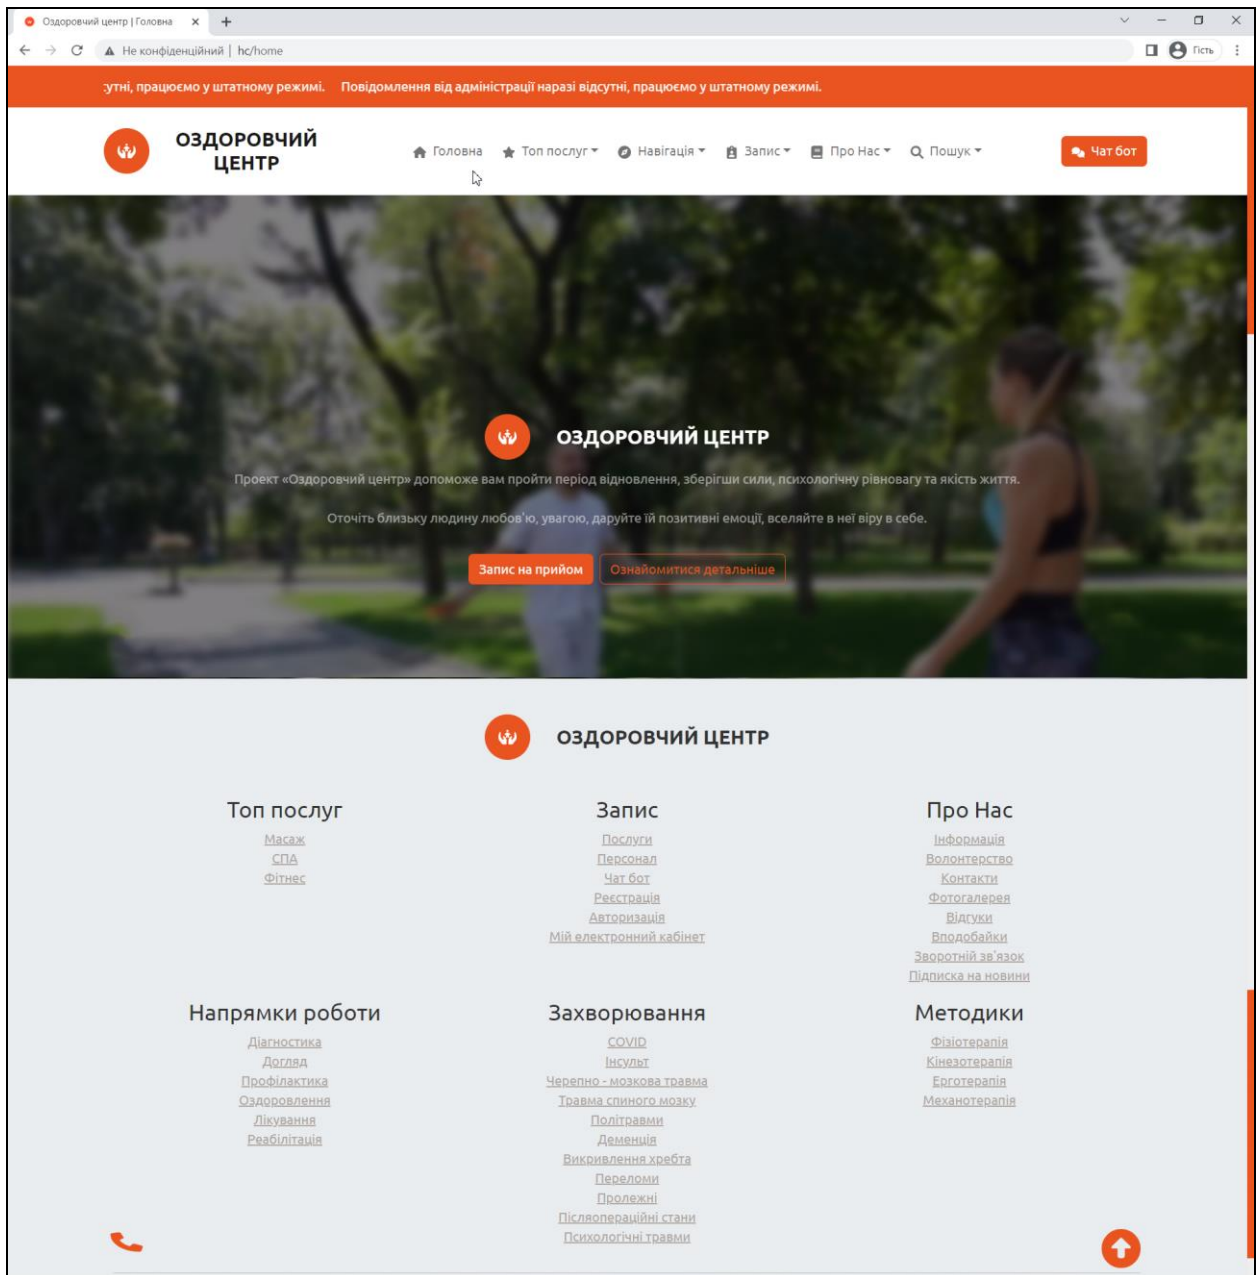 Оздоровчий центр | Головна
Не конфіденційний | hc/home
Гість
утні, працюємо у штатному режимі. Повідомлення від адміністрації наразі відсутні, працюємо у штатному режимі.
ОЗДОРОВЧИЙ
ЦЕНТР
Головна Топ послуг Навігація Запис Про Нас Пошук
Чат бот
ОЗДОРОВЧИЙ ЦЕНТР
Проект «Оздоровчий центр» допоможе вам пройти період відновлення, зберігши сили, психологічну рівновагу та якість життя.
Оточіть близьку людину любов'ю, увагою, даруйте їй позитивні емоції, вселяйте в неї віру в себе.
Запис на прийом Ознайомитися детальніше
ОЗДОРОВЧИЙ ЦЕНТР
Топ послуг
Масаж
СПА
Фітнес
Запис
Послуги
Персонал
Чат бот
Реєстрація
Авторизація
Мій електронний кабінет
Про Нас
Інформація
Волонтерство
Контакти
Фотогалерея
Відгуки
Вподобайки
Зворотній зв'язок
Підписка на новини
Напрямки роботи
Діагностика
Догляд
Профілактика
Оздоровлення
Лікування
Реабілітація
Захворювання
COVID
Інсульт
Черепно - мозкова травма
Травма спиного мозку
Політравми
Деменція
Викривлення хребта
Переломи
Пролежні
Післяопераційні стани
Психологічні травми
Методики
Фізіотерапія
Кінезотерапія
Ерготерапія
Механотерапія